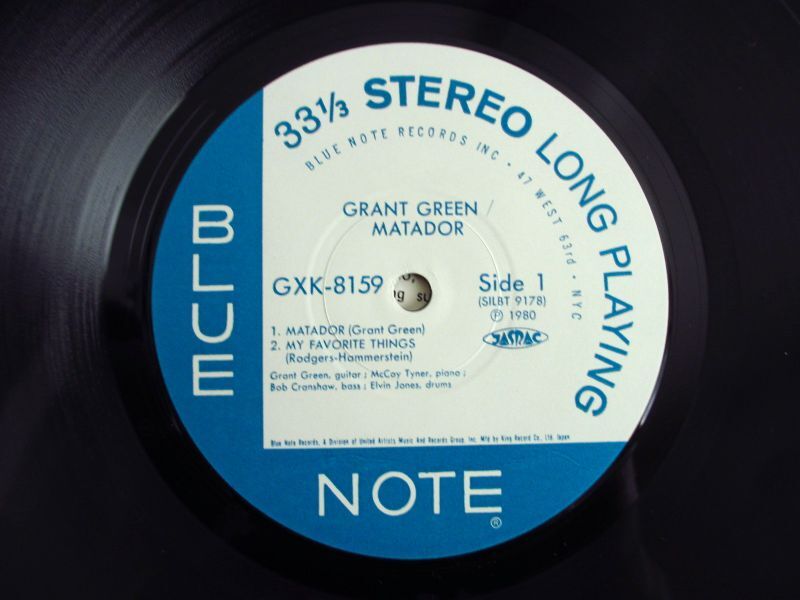 33⅓ STEREO LONG PLAYING
BLUE NOTE RECORDS INC • 47 WEST 63rd • NYC
BLUE
GRANT GREEN /
MATADOR
GXK-8159
Side 1
(SILBT 9178)
Ⓟ 1980
JASRAC
1. MATADOR (Grant Green)
2. MY FAVORITE THINGS
(Rodgers-Hammerstein)
Grant Green, guitar ; McCoy Tyner, piano ;
Bob Cranshaw, bass ; Elvin Jones, drums
Blue Note Records, A Division of United Artists Music And Records Group, Inc. Mfg by King Record Co., Ltd. Japan.
NOTE
®